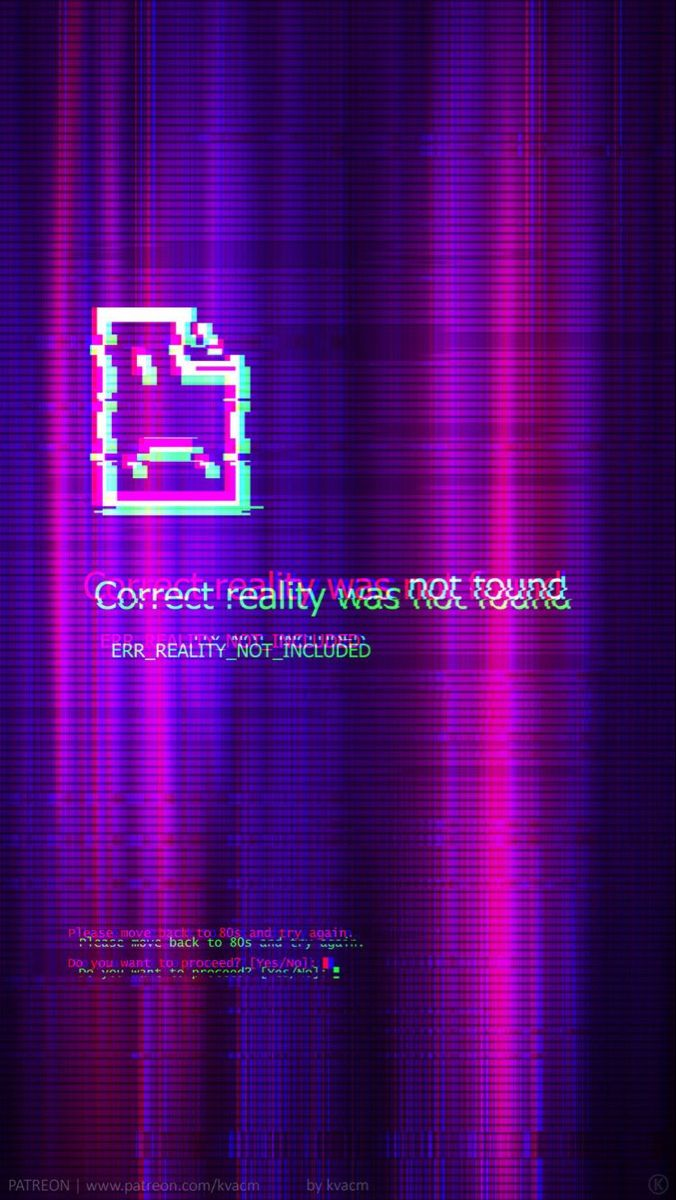 Correct reality was not found
ERR_REALITY_NOT_INCLUDED
Please move back to 80s and try again.
Do you want to proceed? [Yes/No]:
PATREON | www.patreon.com/kvacm by kvacm
K